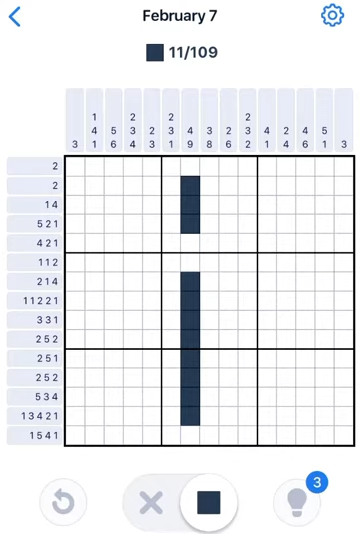 February 7
11/109
1 2 2 2
4 5 3 2 3 4 3 2 3 4 2 4 5
3 1 6 4 3 1 9 8 6 2 1 4 6 1 3
2
2
1 4
5 2 1
4 2 1
1 1 2
2 1 4
1 1 2 2 1
3 3 1
2 5 2
2 5 1
2 5 2
5 3 4
1 3 4 2 1
1 5 4 1
3